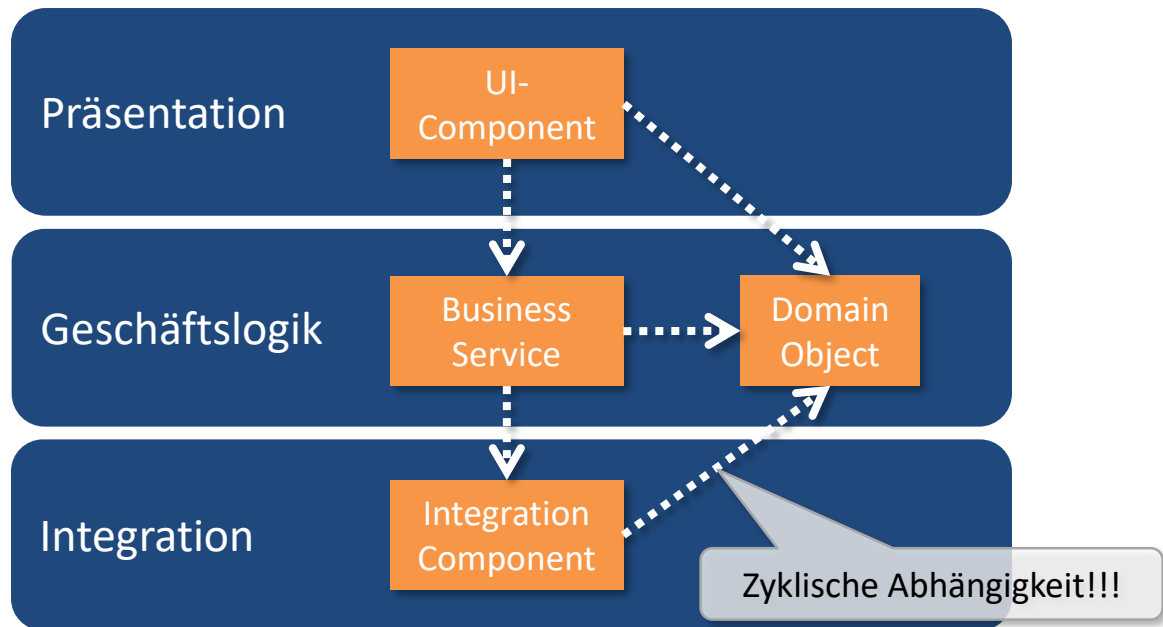 Präsentation
UI-
Component
Geschäftslogik
Business
Service
Domain
Object
Integration
Integration
Component
Zyklische Abhängigkeit!!!